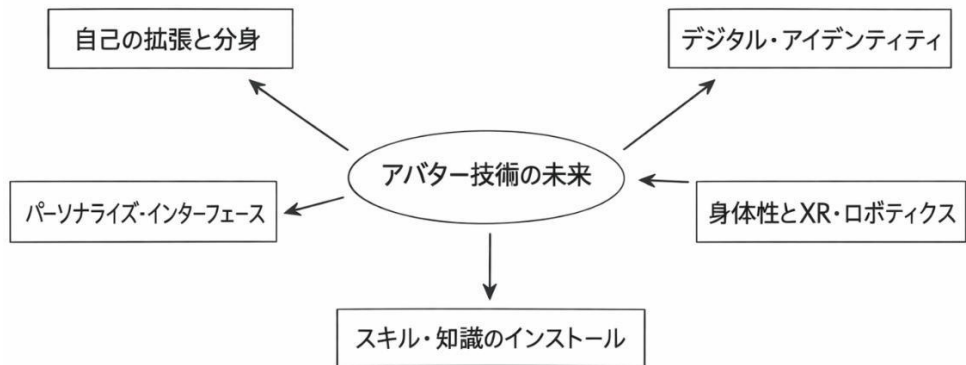 自己の拡張と分身
デジタル・アイデンティティ
アバター技術の未来
パーソナライズ・インターフェース
身体性とXR・ロボティクス
スキル・知識のインストール